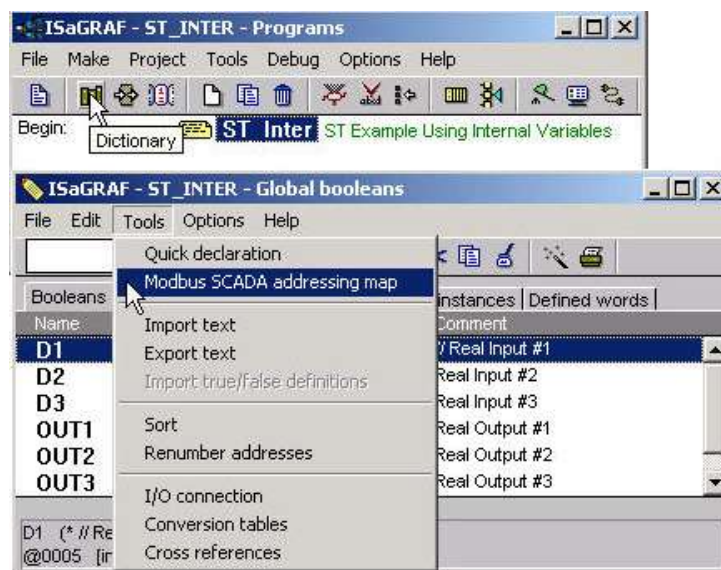 ISaGRAF - ST_INTER - Programs
File Make Project Tools Debug Options Help
Begin: ST_Inter ST Example Using Internal Variables
Dictionary
ISaGRAF - ST_INTER - Global booleans
File Edit Tools Options Help
Quick declaration
Modbus SCADA addressing map
Import text
Export text
Import true/false definitions
Sort
Renumber addresses
I/O connection
Conversion tables
Cross references
Booleans instances Defined words
Name Comment
D1 // Real Input #1
D2 Real Input #2
D3 Real Input #3
OUT1 Real Output #1
OUT2 Real Output #2
OUT3 Real Output #3
D1 (* // Re
@0005 [in